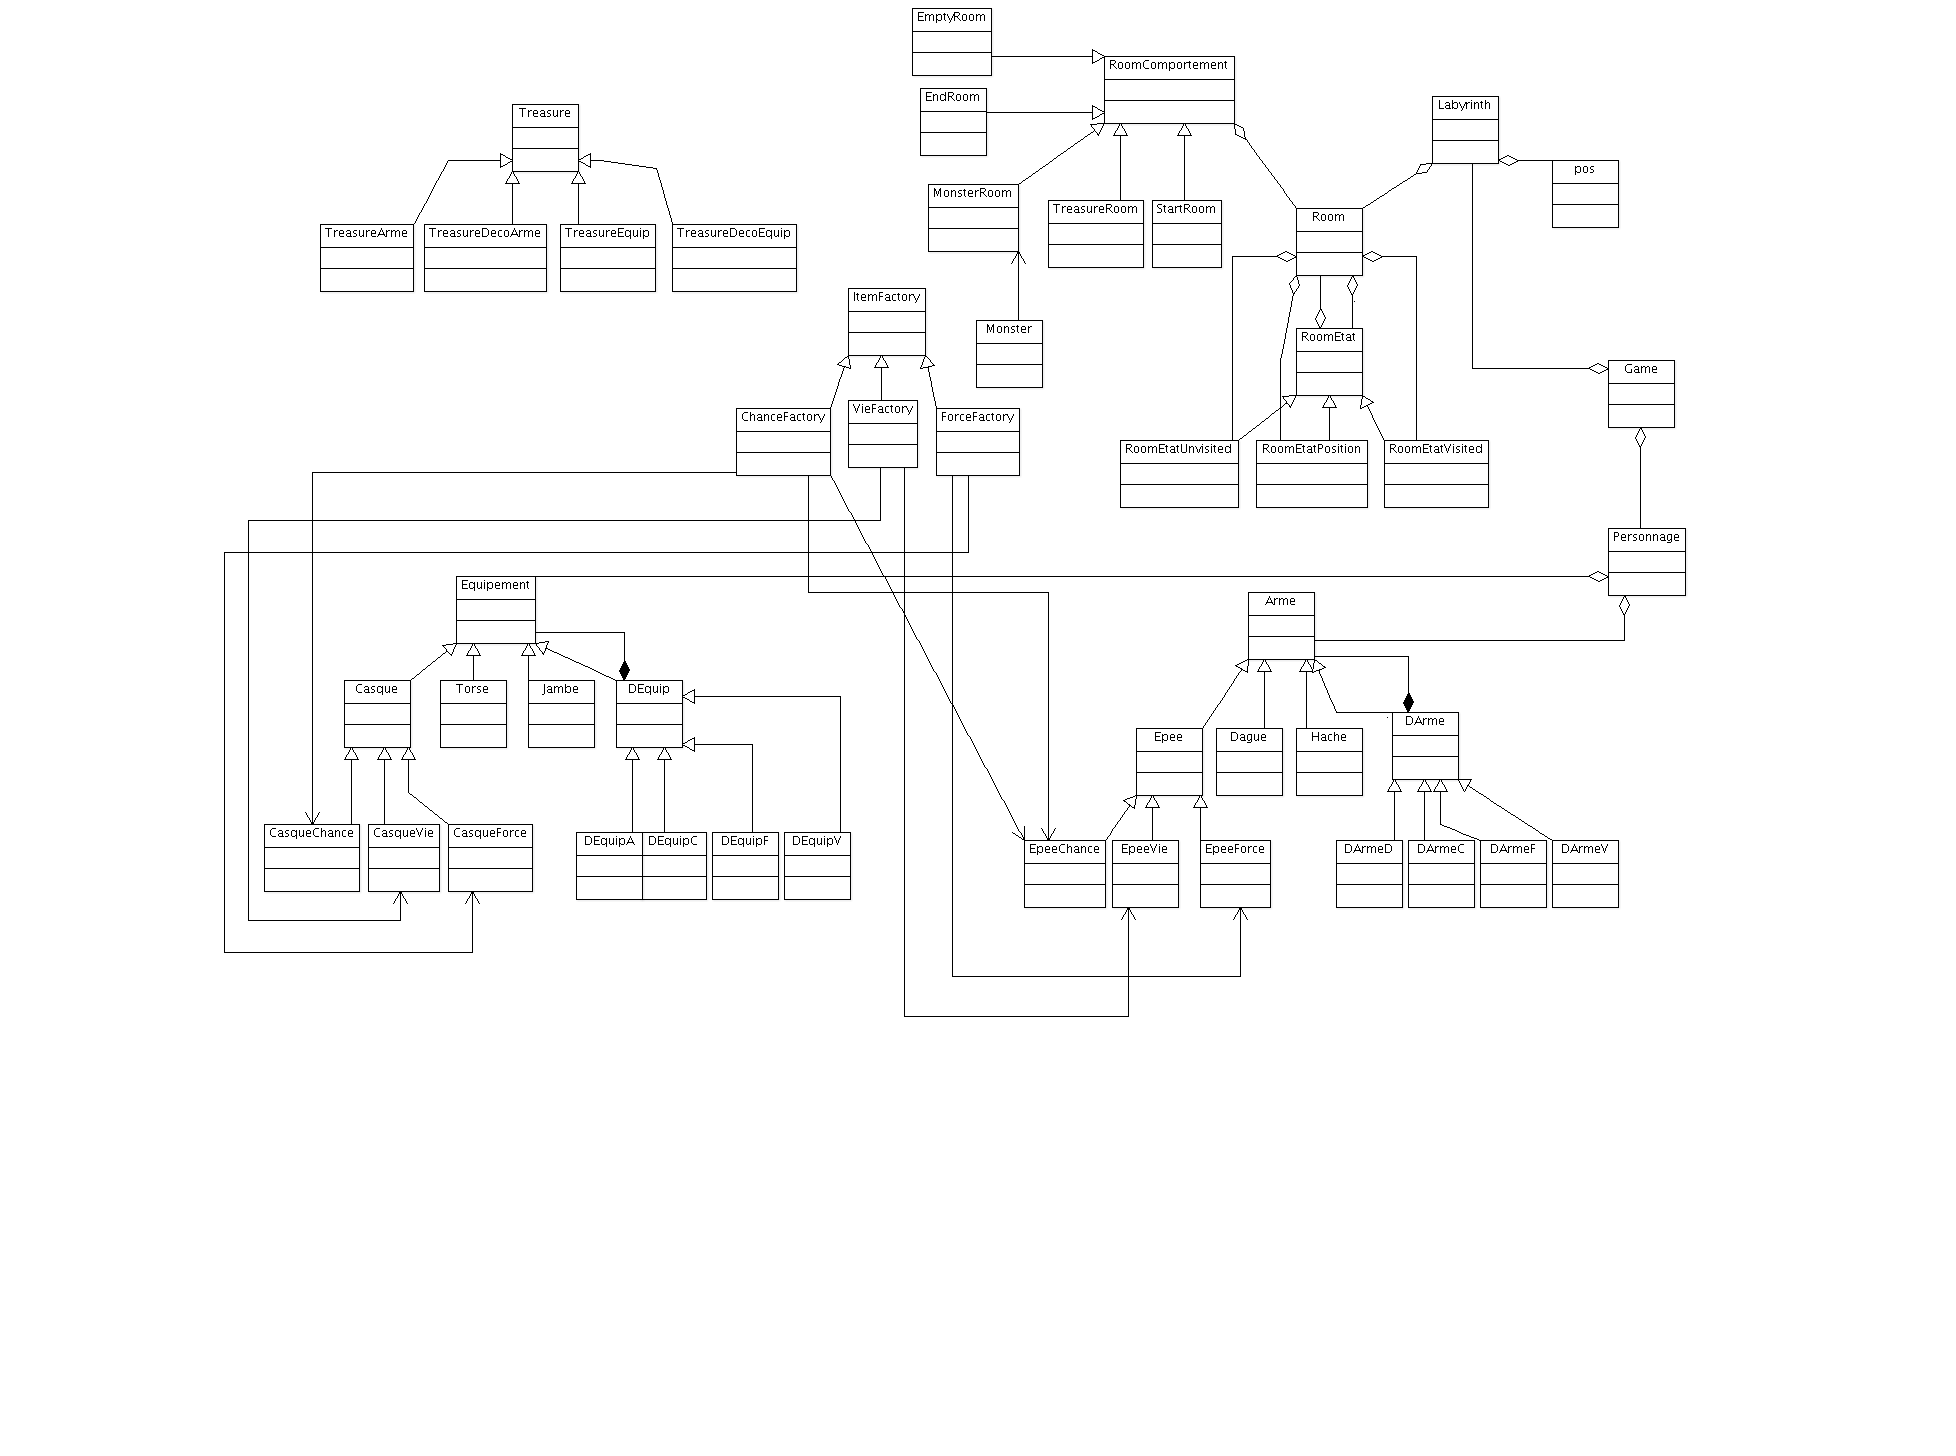 EmptyRoom
RoomComportement
EndRoom
Labyrinth
Treasure
pos
MonsterRoom
TreasureRoom
StartRoom
Room
TreasureArme
TreasureDecoArme
TreasureEquip
TreasureDecoEquip
ItemFactory
Monster
RoomEtat
Game
ChanceFactory
VieFactory
ForceFactory
RoomEtatUnvisited
RoomEtatPosition
RoomEtatVisited
Personnage
Equipement
Arme
Casque
Torse
Jambe
DEquip
DArme
Epee
Dague
Hache
CasqueChance
CasqueVie
CasqueForce
DEquipA
DEquipC
DEquipF
DEquipV
EpeeChance
EpeeVie
EpeeForce
DArmeD
DArmeC
DArmeF
DArmeV